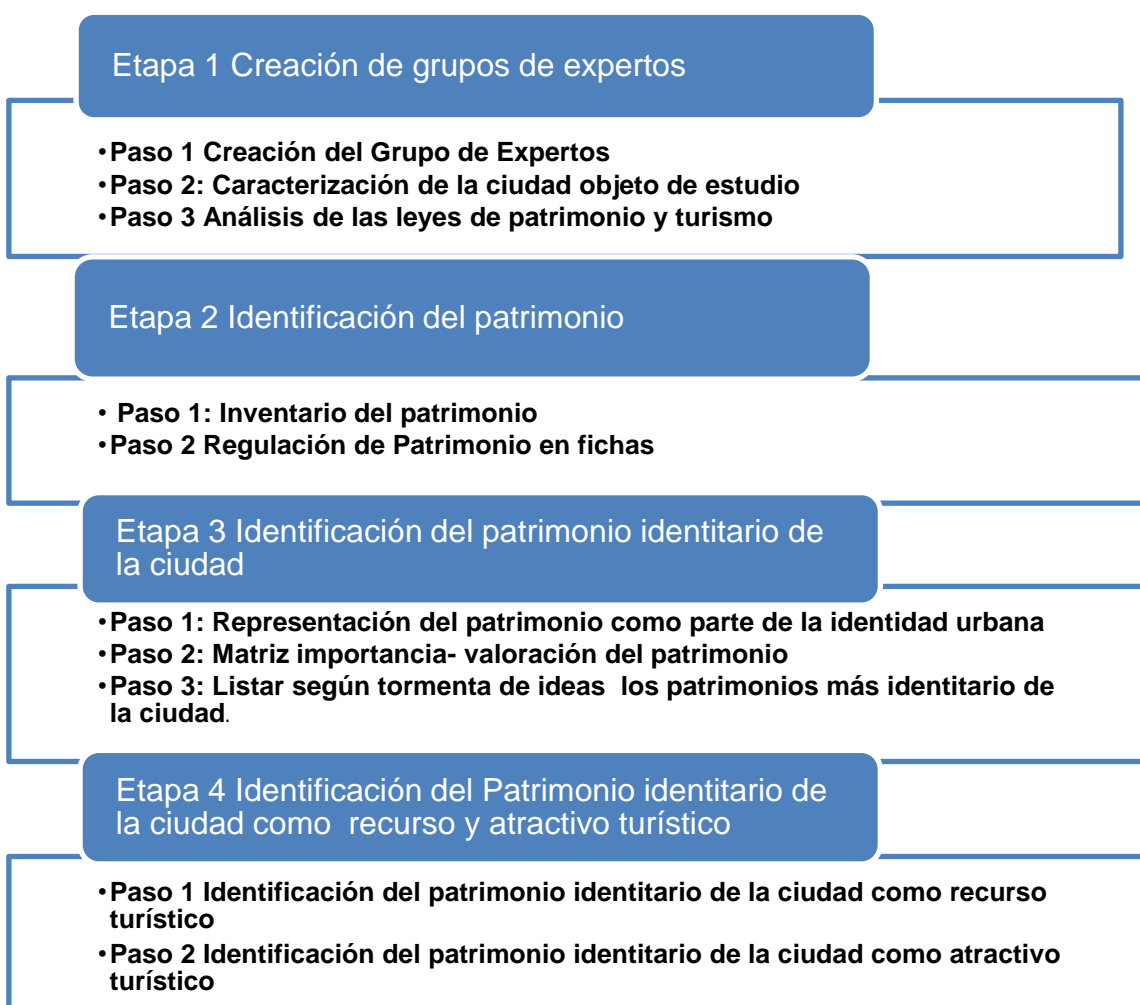 Etapa 1 Creación de grupos de expertos
•Paso 1 Creación del Grupo de Expertos
•Paso 2: Caracterización de la ciudad objeto de estudio
•Paso 3 Análisis de las leyes de patrimonio y turismo
Etapa 2 Identificación del patrimonio
• Paso 1: Inventario del patrimonio
•Paso 2 Regulación de Patrimonio en fichas
Etapa 3 Identificación del patrimonio identitario de
la ciudad
•Paso 1: Representación del patrimonio como parte de la identidad urbana
•Paso 2: Matriz importancia- valoración del patrimonio
•Paso 3: Listar según tormenta de ideas los patrimonios más identitario de
la ciudad.
Etapa 4 Identificación del Patrimonio identitario de
la ciudad como recurso y atractivo turístico
•Paso 1 Identificación del patrimonio identitario de la ciudad como recurso
turístico
•Paso 2 Identificación del patrimonio identitario de la ciudad como atractivo
turístico